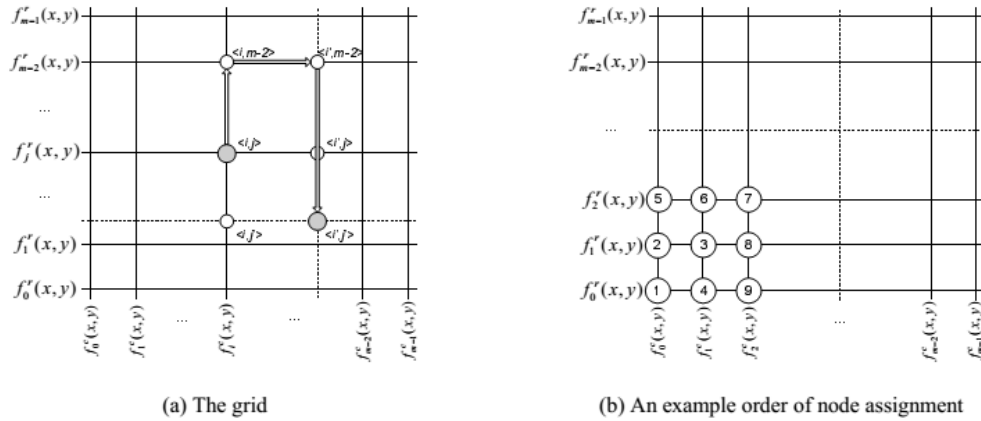 f^r_{m-1}(x,y)
<i,m-2> <i',m-2>
f^r_{m-2}(x,y)
...
<i,j> <i',j>
f^r_j(x,y)
...
<i,j> <i',j>
f^r_1(x,y)
f^r_0(x,y)
f^c_0(x,y) f^c_1(x,y) ... f^c_i(x,y) ... f^c_{m-2}(x,y) f^c_{m-1}(x,y)
(a) The grid
f^r_{m-1}(x,y)
f^r_{m-2}(x,y)
...
f^r_2(x,y) 5 6 7
f^r_1(x,y) 2 3 8
f^r_0(x,y) 1 4 9
f^c_0(x,y) f^c_1(x,y) f^c_2(x,y) ... f^c_{m-2}(x,y) f^c_{m-1}(x,y)
(b) An example order of node assignment